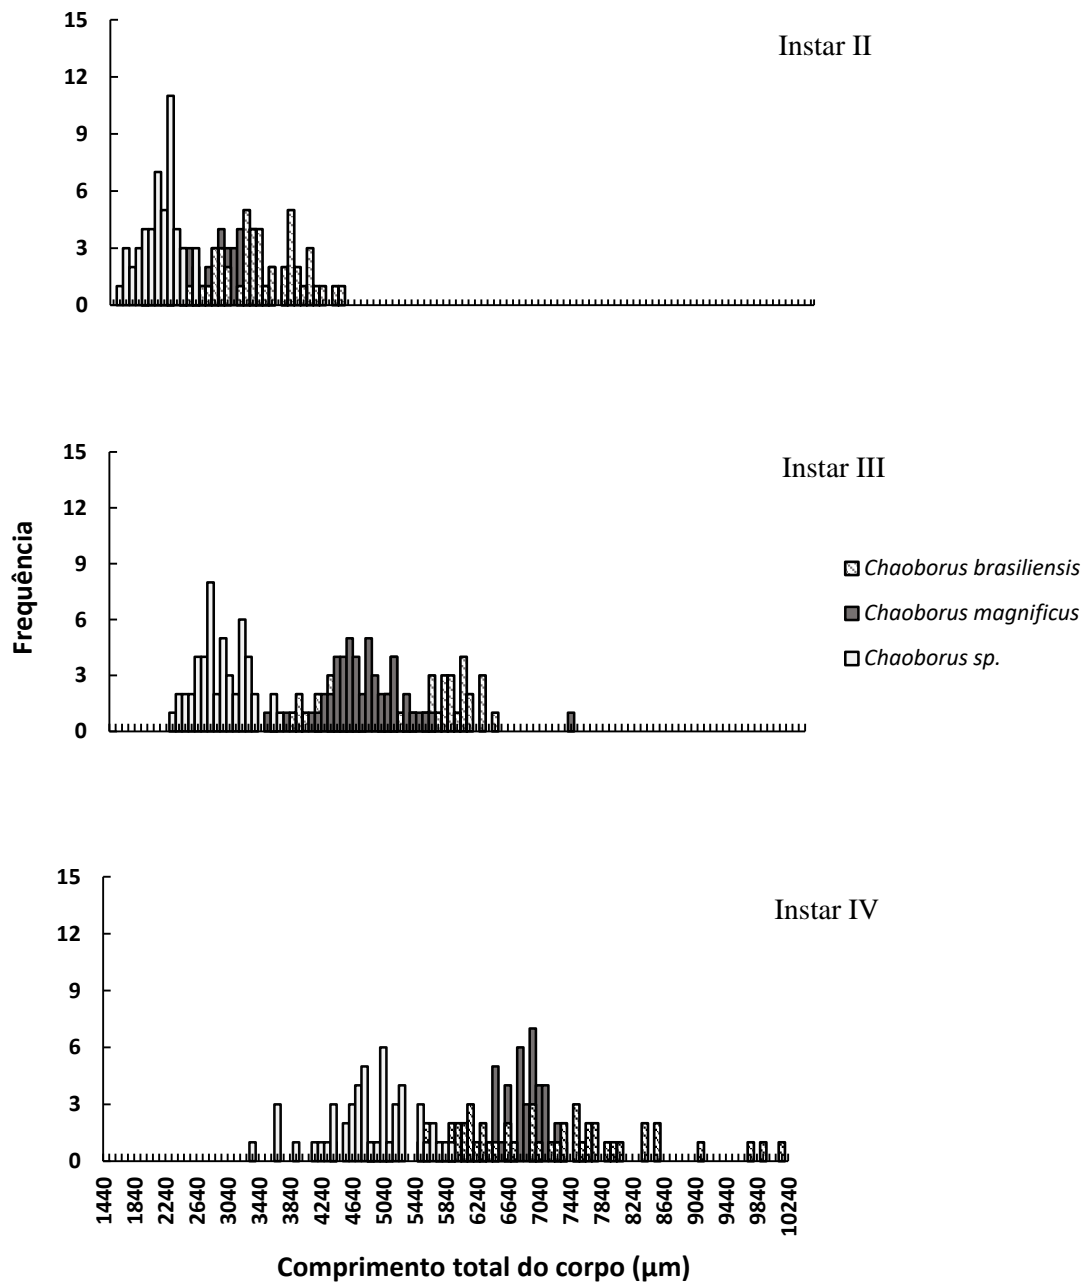 15
12
9
6
3
0
Instar II
15
12
9
6
3
0
Instar III
Frequência
Chaoborus brasiliensis
Chaoborus magnificus
Chaoborus sp.
15
12
9
6
3
0
Instar IV
1440 1840 2240 2640 3040 3440 3840 4240 4640 5040 5440 5840 6240 6640 7040 7440 7840 8240 8640 9040 9440 9840 10240
Comprimento total do corpo (µm)